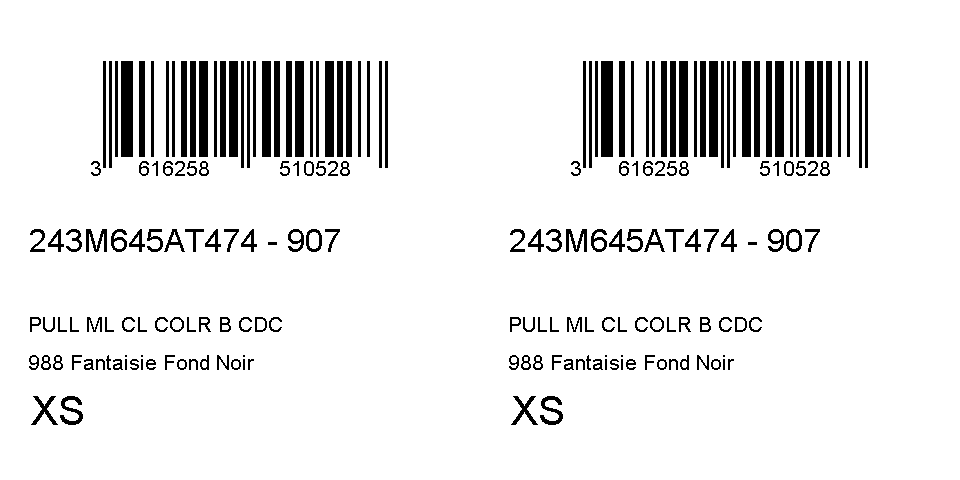 3 616258 510528
243M645AT474 - 907
PULL ML CL COLR B CDC
988 Fantaisie Fond Noir
XS
3 616258 510528
243M645AT474 - 907
PULL ML CL COLR B CDC
988 Fantaisie Fond Noir
XS